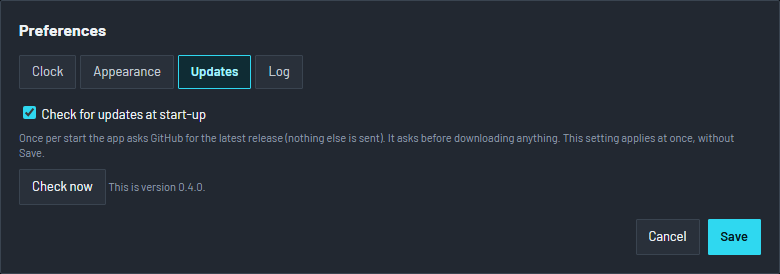 Preferences
Clock Appearance Updates Log
Check for updates at start-up
Once per start the app asks GitHub for the latest release (nothing else is sent). It asks before downloading anything. This setting applies at once, without
Save.
Check now This is version 0.4.0.
Cancel Save